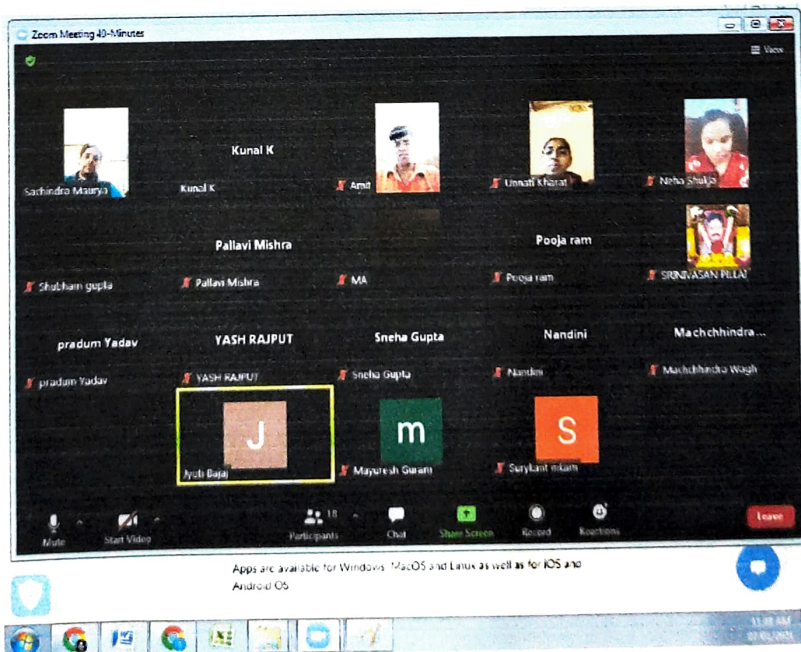 Zoom Meeting 40-Minutes
View
Sachindra Maurya
Kunal K
Kunal K
Amit
Unnati Kharat
Neha Shukla
Shubham gupta
Pallavi Mishra
Pallavi Mishra
MA
Pooja ram
Pooja ram
SRINIVASAN PILLAI
pradum Yadav
pradum Yadav
YASH RAJPUT
YASH RAJPUT
Sneha Gupta
Sneha Gupta
Nandini
Nandini
Machchhindra...
Machchhindra Wagh
J
Jyoti Bajaj
m
Mayuresh Gurani
S
Surykant nikam
Mute
Start Video
18
Participants
Chat
Share Screen
Record
Reactions
Leave
Apps are available for Windows, MacOS and Linux as well as for iOS and
Android OS
W
X